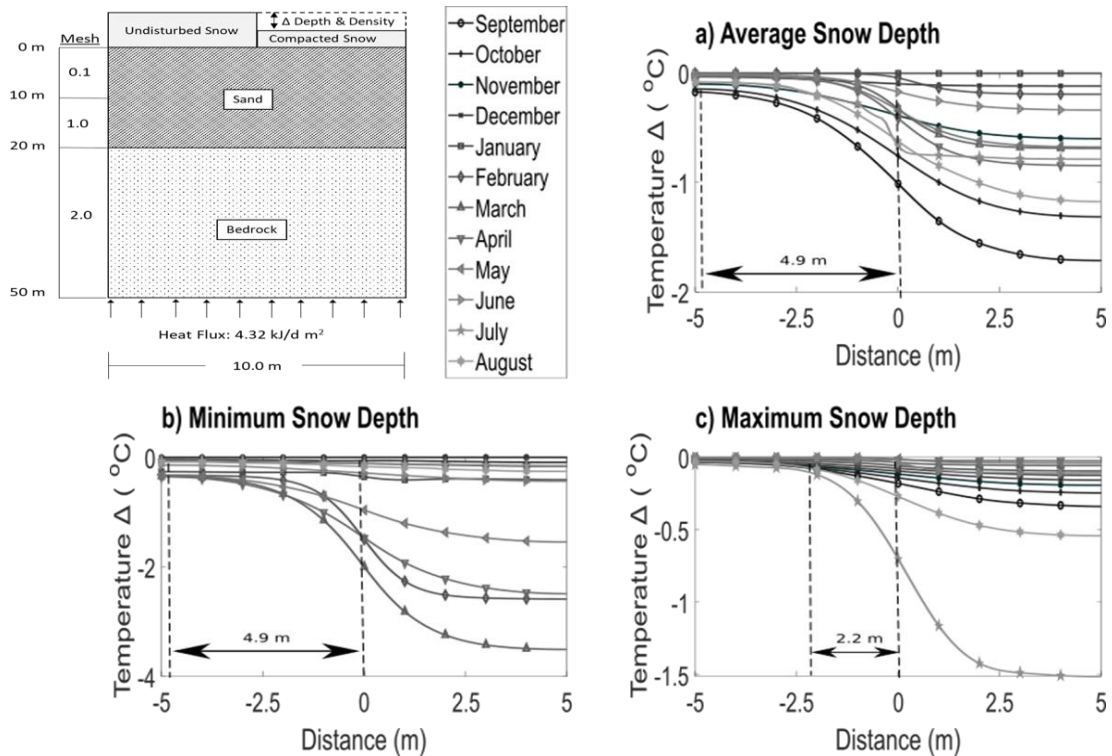 Mesh
0 m
0.1
10 m
1.0
20 m
2.0
50 m
Undisturbed Snow
Δ Depth & Density
Compacted Snow
Sand
Bedrock
Heat Flux: 4.32 kJ/d m²
10.0 m
September
October
November
December
January
February
March
April
May
June
July
August
a) Average Snow Depth
Temperature Δ ( °C)
0
-1
-2
4.9 m
-5
-2.5
0
2.5
5
Distance (m)
b) Minimum Snow Depth
Temperature Δ ( °C)
0
-2
-4
4.9 m
-5
-2.5
0
2.5
5
Distance (m)
c) Maximum Snow Depth
Temperature Δ ( °C)
0
-0.5
-1
-1.5
2.2 m
-5
-2.5
0
2.5
5
Distance (m)